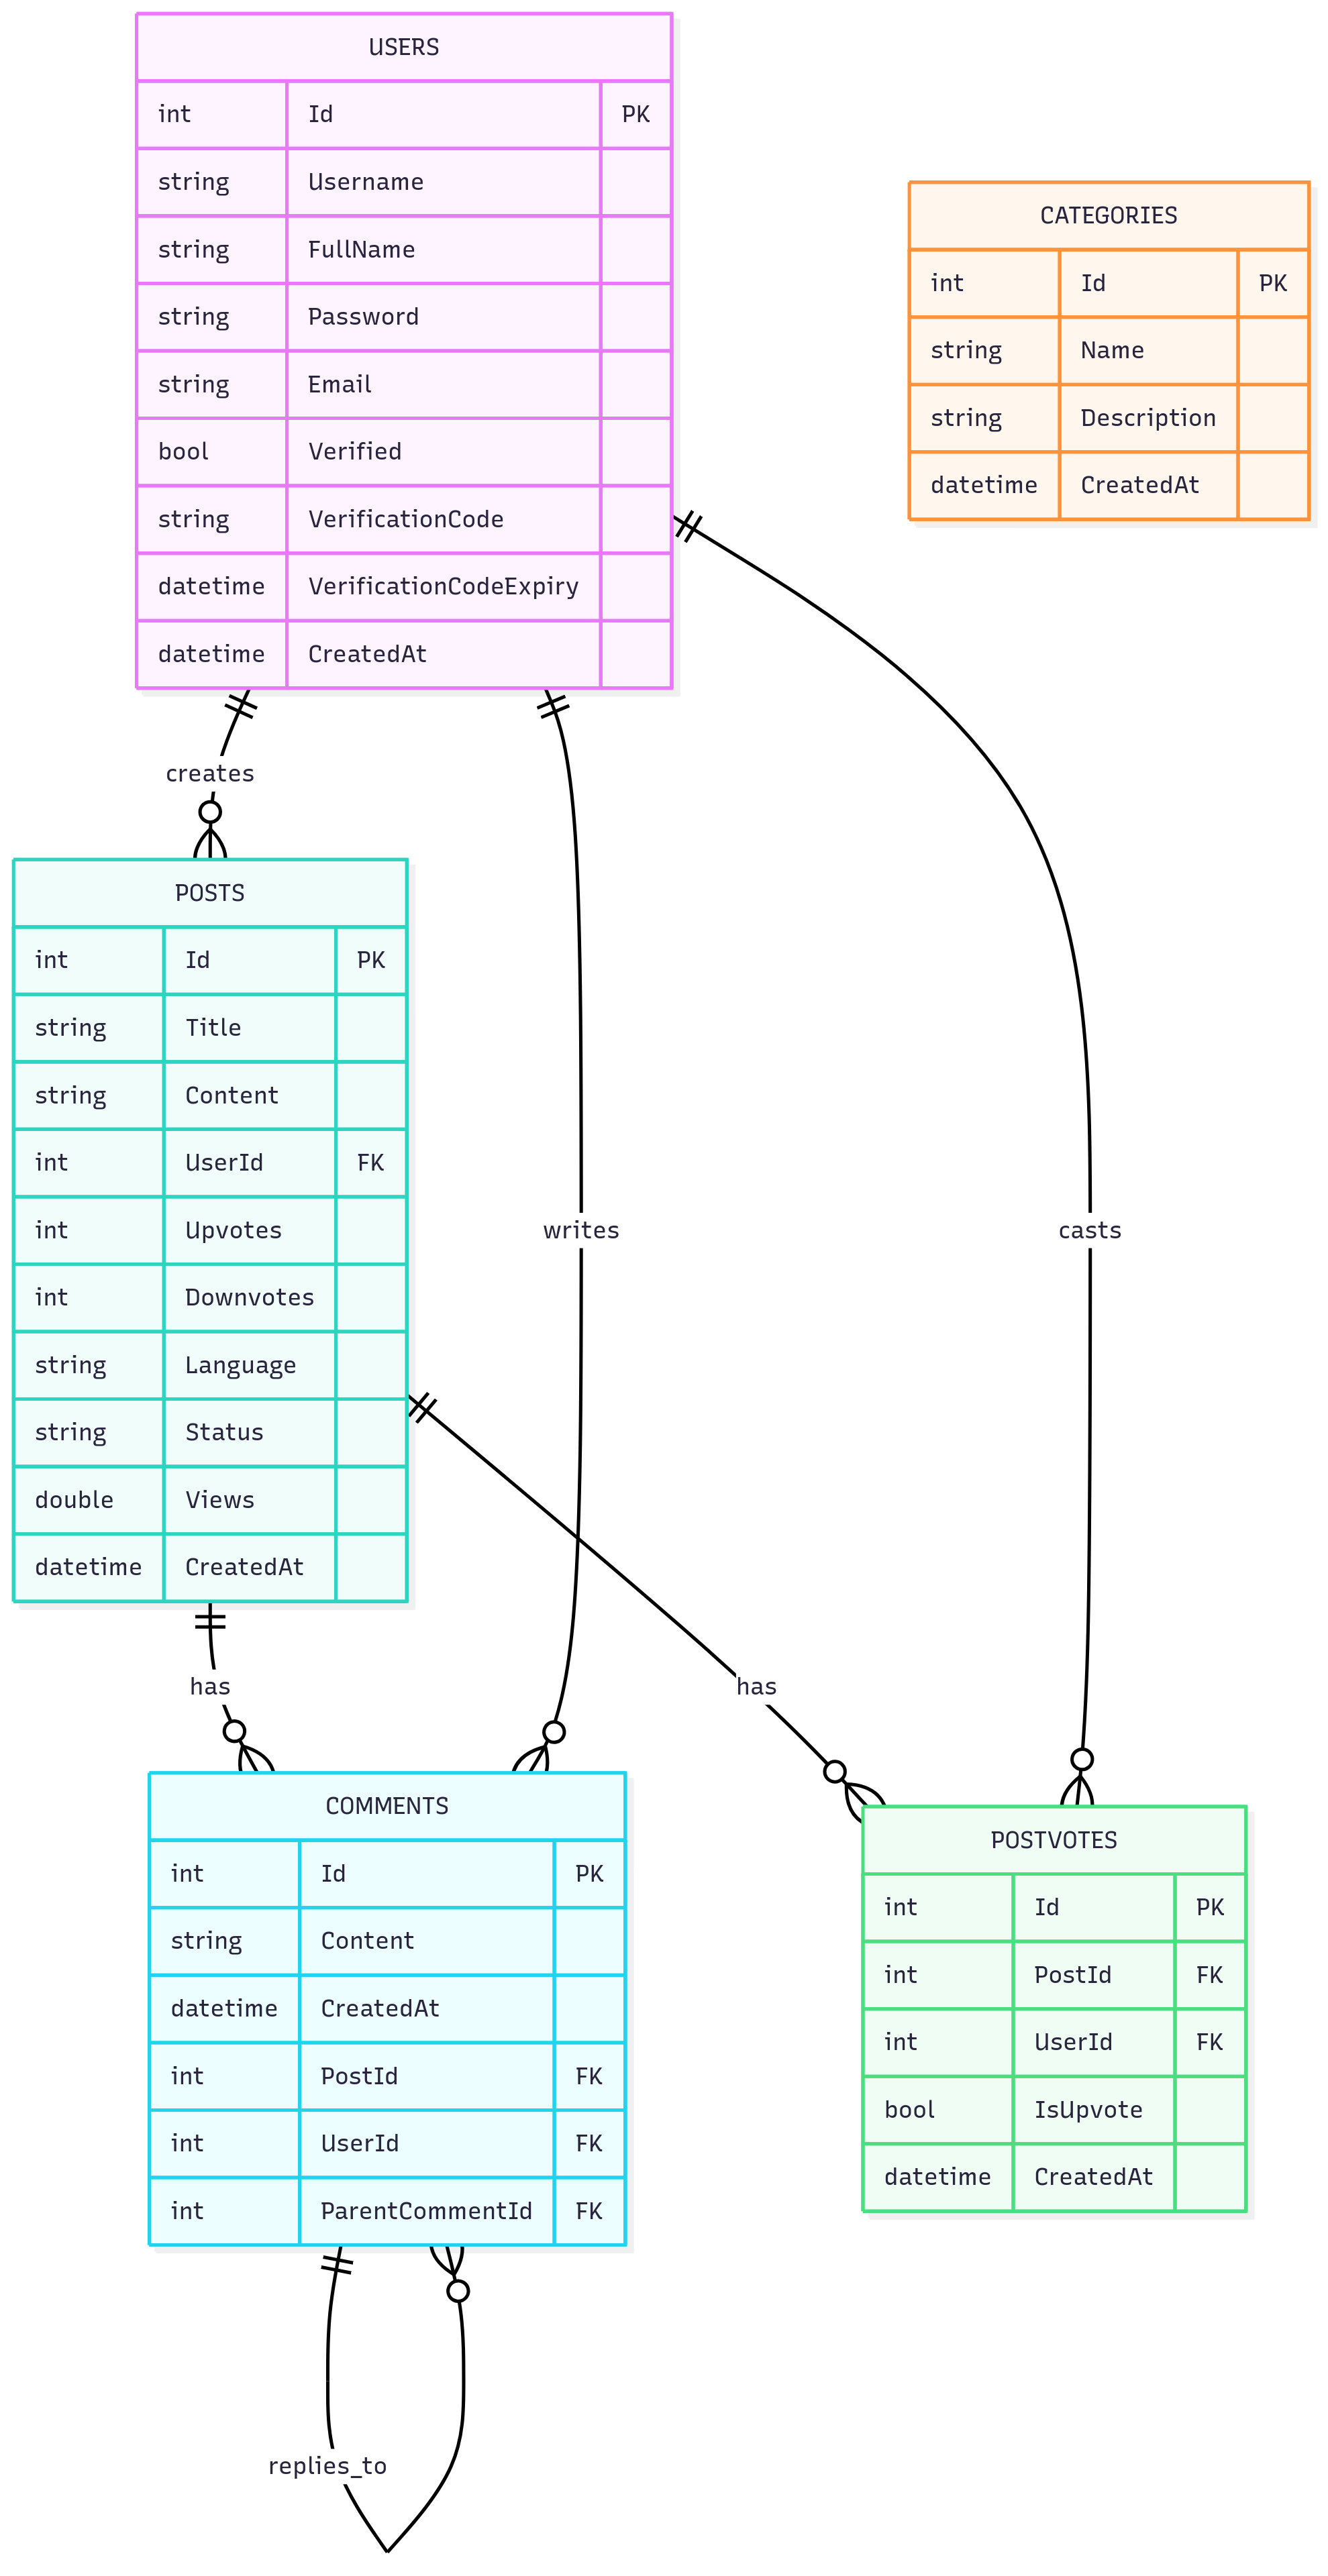 USERS
int Id PK
string Username
string FullName
string Password
string Email
bool Verified
string VerificationCode
datetime VerificationCodeExpiry
datetime CreatedAt
CATEGORIES
int Id PK
string Name
string Description
datetime CreatedAt
creates
POSTS
int Id PK
string Title
string Content
int UserId FK
int Upvotes
int Downvotes
string Language
string Status
double Views
datetime CreatedAt
writes
casts
has
has
COMMENTS
int Id PK
string Content
datetime CreatedAt
int PostId FK
int UserId FK
int ParentCommentId FK
POSTVOTES
int Id PK
int PostId FK
int UserId FK
bool IsUpvote
datetime CreatedAt
replies_to